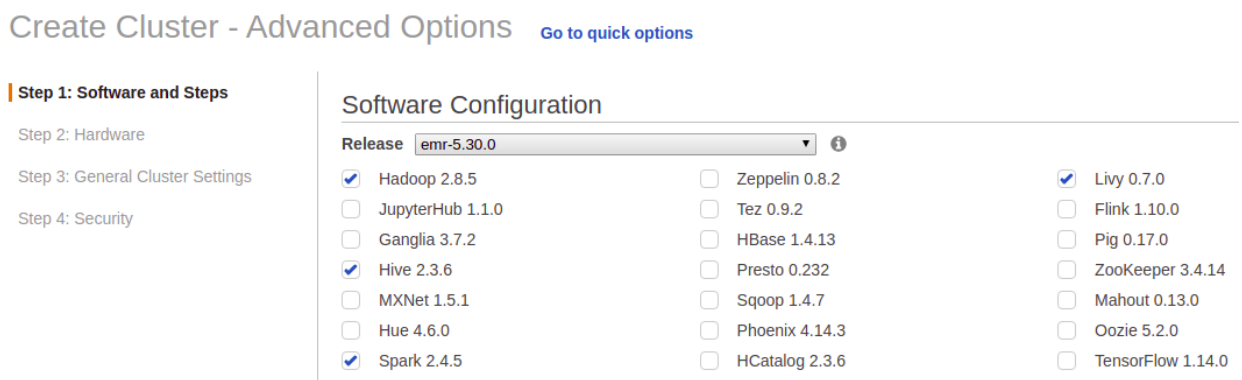 Create Cluster - Advanced Options Go to quick options
Step 1: Software and Steps
Step 2: Hardware
Step 3: General Cluster Settings
Step 4: Security
Software Configuration
Release emr-5.30.0
Hadoop 2.8.5 Zeppelin 0.8.2 Livy 0.7.0
JupyterHub 1.1.0 Tez 0.9.2 Flink 1.10.0
Ganglia 3.7.2 HBase 1.4.13 Pig 0.17.0
Hive 2.3.6 Presto 0.232 ZooKeeper 3.4.14
MXNet 1.5.1 Sqoop 1.4.7 Mahout 0.13.0
Hue 4.6.0 Phoenix 4.14.3 Oozie 5.2.0
Spark 2.4.5 HCatalog 2.3.6 TensorFlow 1.14.0